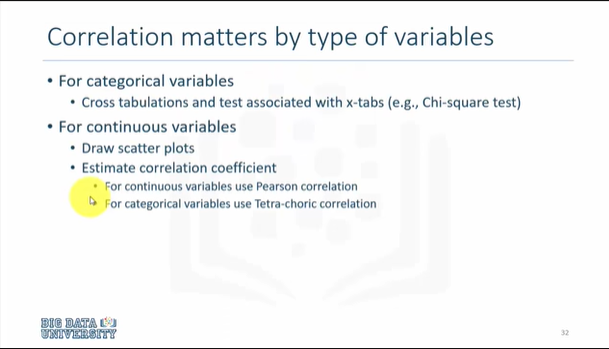 Correlation matters by type of variables
• For categorical variables
• Cross tabulations and test associated with x-tabs (e.g., Chi-square test)
• For continuous variables
• Draw scatter plots
• Estimate correlation coefficient
• For continuous variables use Pearson correlation
For categorical variables use Tetra-choric correlation
BIG DATA
UNIVERSITY
32